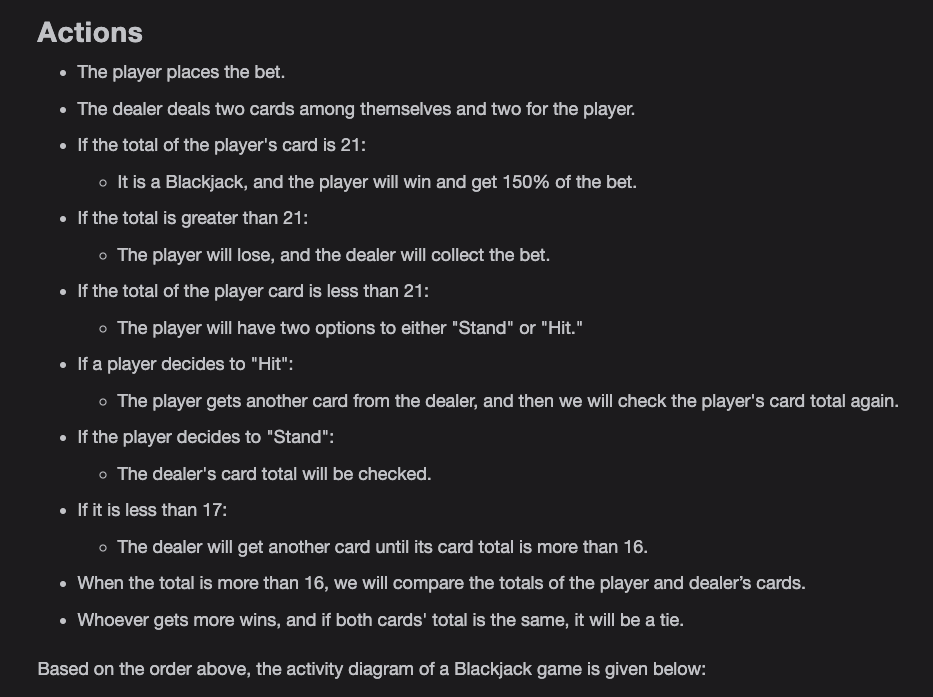 Actions
• The player places the bet.
• The dealer deals two cards among themselves and two for the player.
• If the total of the player's card is 21:
◦ It is a Blackjack, and the player will win and get 150% of the bet.
• If the total is greater than 21:
◦ The player will lose, and the dealer will collect the bet.
• If the total of the player card is less than 21:
◦ The player will have two options to either "Stand" or "Hit."
• If a player decides to "Hit":
◦ The player gets another card from the dealer, and then we will check the player's card total again.
• If the player decides to "Stand":
◦ The dealer's card total will be checked.
• If it is less than 17:
◦ The dealer will get another card until its card total is more than 16.
• When the total is more than 16, we will compare the totals of the player and dealer’s cards.
• Whoever gets more wins, and if both cards' total is the same, it will be a tie.
Based on the order above, the activity diagram of a Blackjack game is given below: